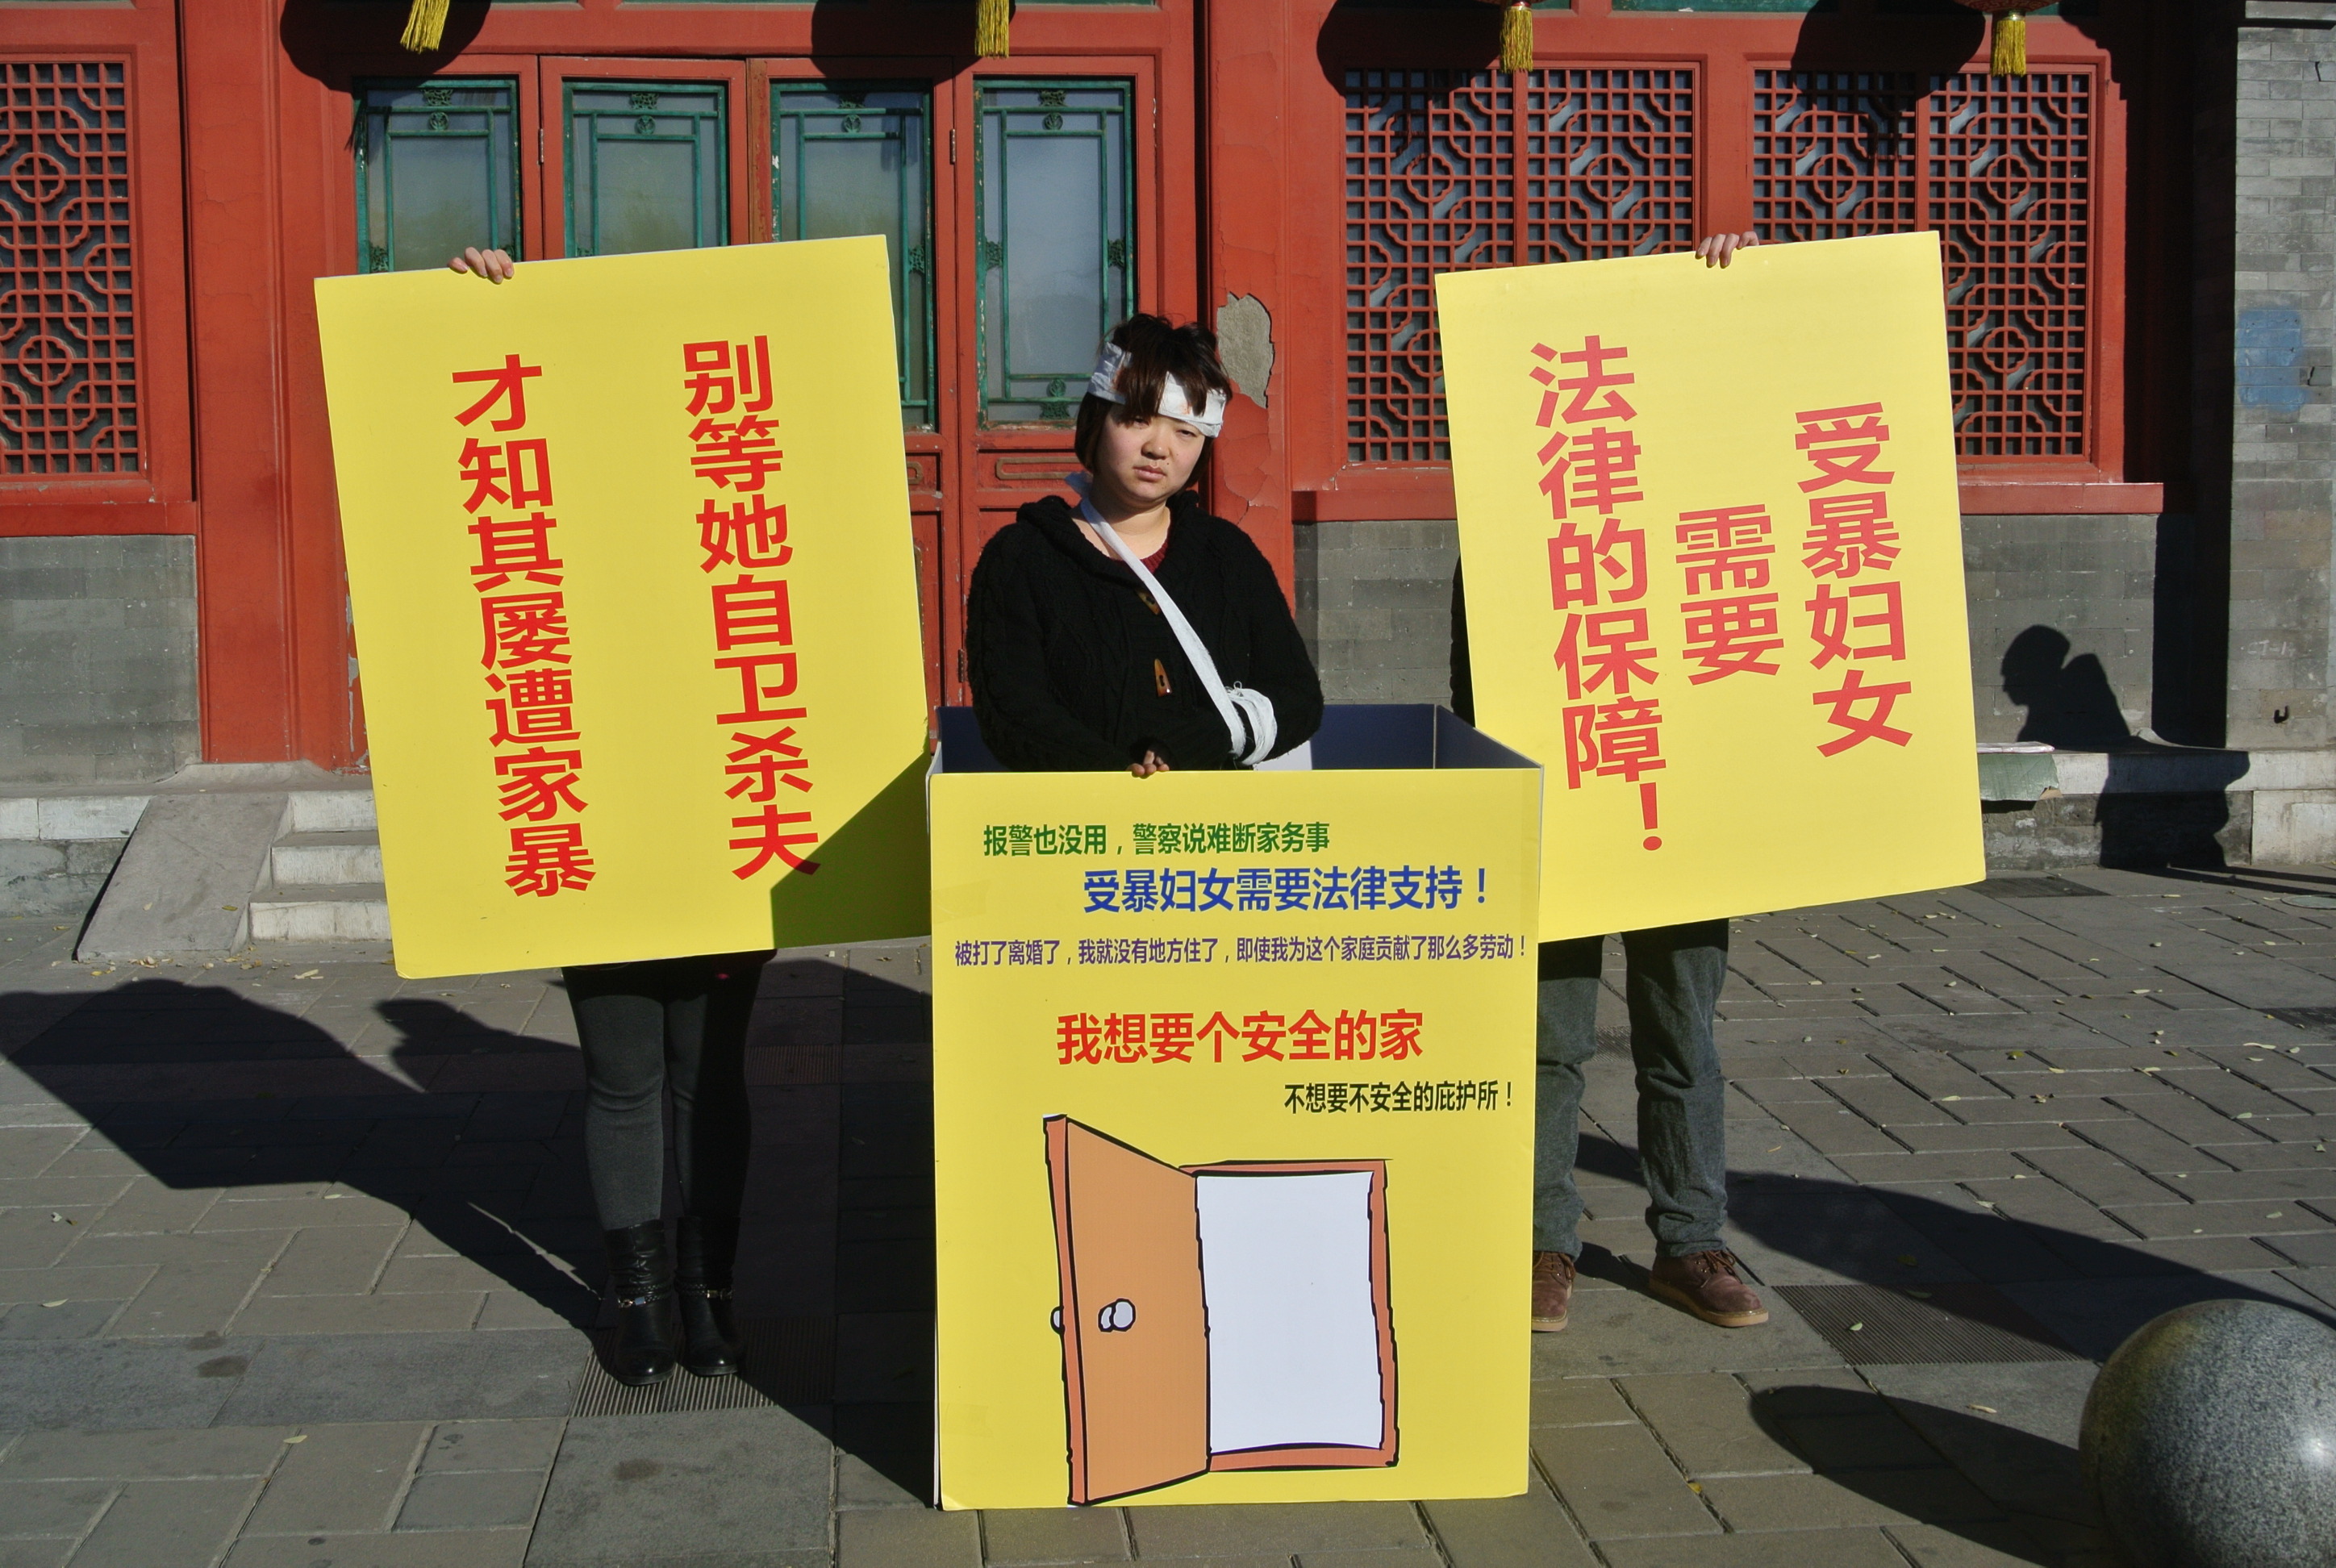 别等她自卫杀夫
才知其屡遭家暴
报警也没用，警察说难断家务事
受暴妇女需要法律支持！
被打了离婚了，我就没有地方住了，即使我为这个家庭贡献了那么多劳动！
我想要个安全的家
不想要不安全的庇护所！
受暴妇女
需要
法律的保障！